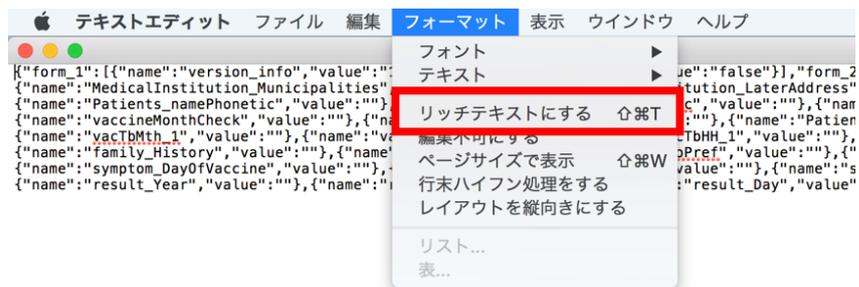 テキストエディット ファイル 編集 フォーマット 表示 ウインドウ ヘルプ
フォント ▶
テキスト ▶
リッチテキストにする ⇧⌘T
編集不可にする
ページサイズで表示 ⇧⌘W
行末ハイフン処理をする
レイアウトを縦向きにする
リスト...
表...
{"form_1":[{"name":"version_info","value":"1 ue":"false"}],"form_2
{"name":"MedicalInstitution_Municipalities", tution_LaterAddress"
{"name":"Patients_namePhonetic","value":""}, c","value":""},{"name
{"name":"vaccineMonthCheck","value":""},{"na "name":"Patien
{"name":"vacTbMth_1","value":""},{"name":"va cTbHH_1","value":""},{
{"name":"family_History","value":""},{"name" oPref","value":""},{"
{"name":"symptom_DayOfVaccine","value":""},{ value":""},{"name":"s
{"name":"result_Year","value":""},{"name":"r "result_Day","value"